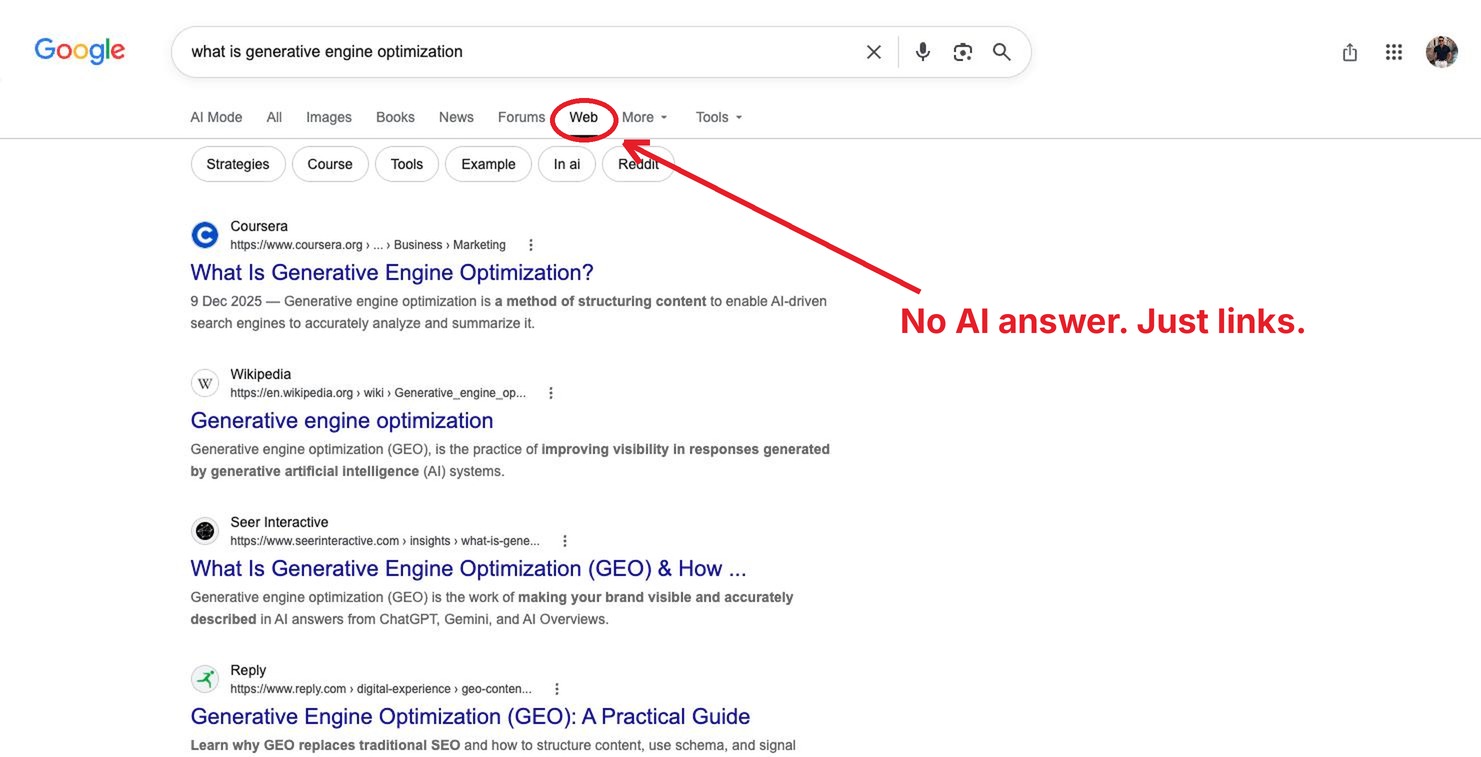 Google
what is generative engine optimization
AI Mode All Images Books News Forums Web More Tools
Strategies Course Tools Example In ai Reddit
Coursera
https://www.coursera.org › ... › Business › Marketing
What Is Generative Engine Optimization?
9 Dec 2025 — Generative engine optimization is a method of structuring content to enable AI-driven
search engines to accurately analyze and summarize it.
No AI answer. Just links.
W
Wikipedia
https://en.wikipedia.org › wiki › Generative_engine_op...
Generative engine optimization
Generative engine optimization (GEO), is the practice of improving visibility in responses generated
by generative artificial intelligence (AI) systems.
Seer Interactive
https://www.seerinteractive.com › insights › what-is-gene...
What Is Generative Engine Optimization (GEO) & How ...
Generative engine optimization (GEO) is the work of making your brand visible and accurately
described in AI answers from ChatGPT, Gemini, and AI Overviews.
Reply
https://www.reply.com › digital-experience › geo-conten...
Generative Engine Optimization (GEO): A Practical Guide
Learn why GEO replaces traditional SEO and how to structure content, use schema, and signal